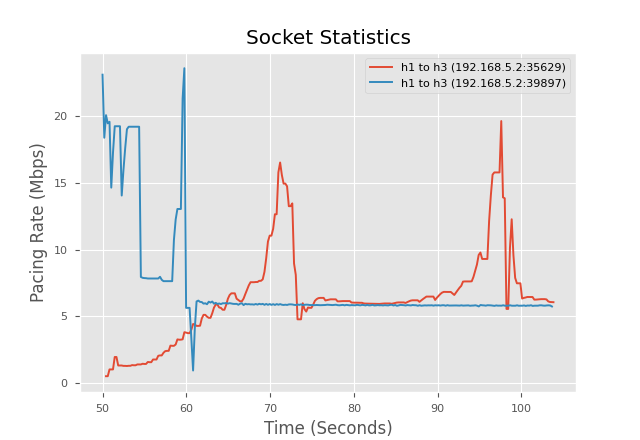 Socket Statistics
h1 to h3 (192.168.5.2:35629)
h1 to h3 (192.168.5.2:39897)
Pacing Rate (Mbps)
20
15
10
5
0
50 60 70 80 90 100
Time (Seconds)